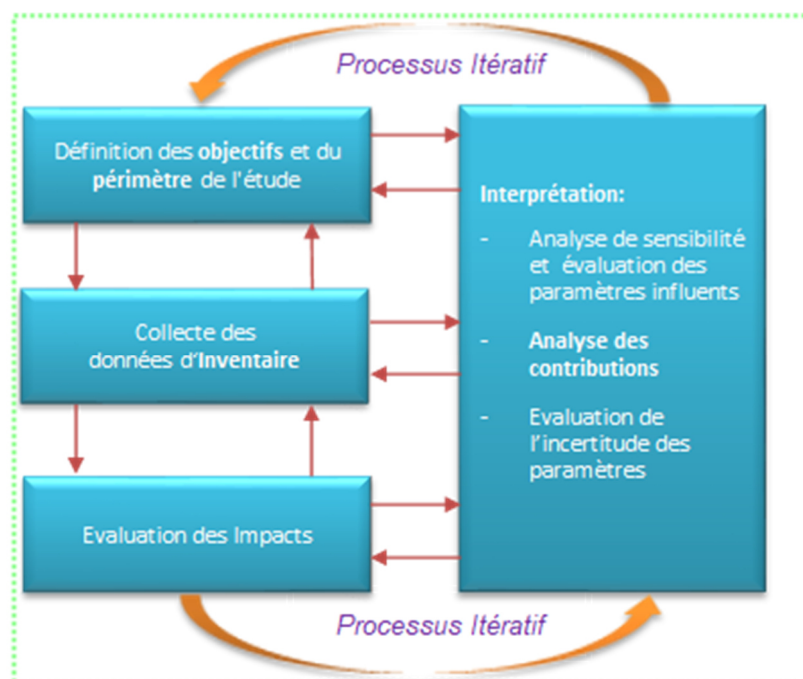 Processus Itératif
Définition des objectifs et du
périmètre de l'étude
Collecte des
données d'Inventaire
Evaluation des Impacts
Interprétation:
- Analyse de sensibilité
et évaluation des
paramètres influents
- Analyse des
contributions
- Evaluation de
l'incertitude des
paramètres
Processus Itératif